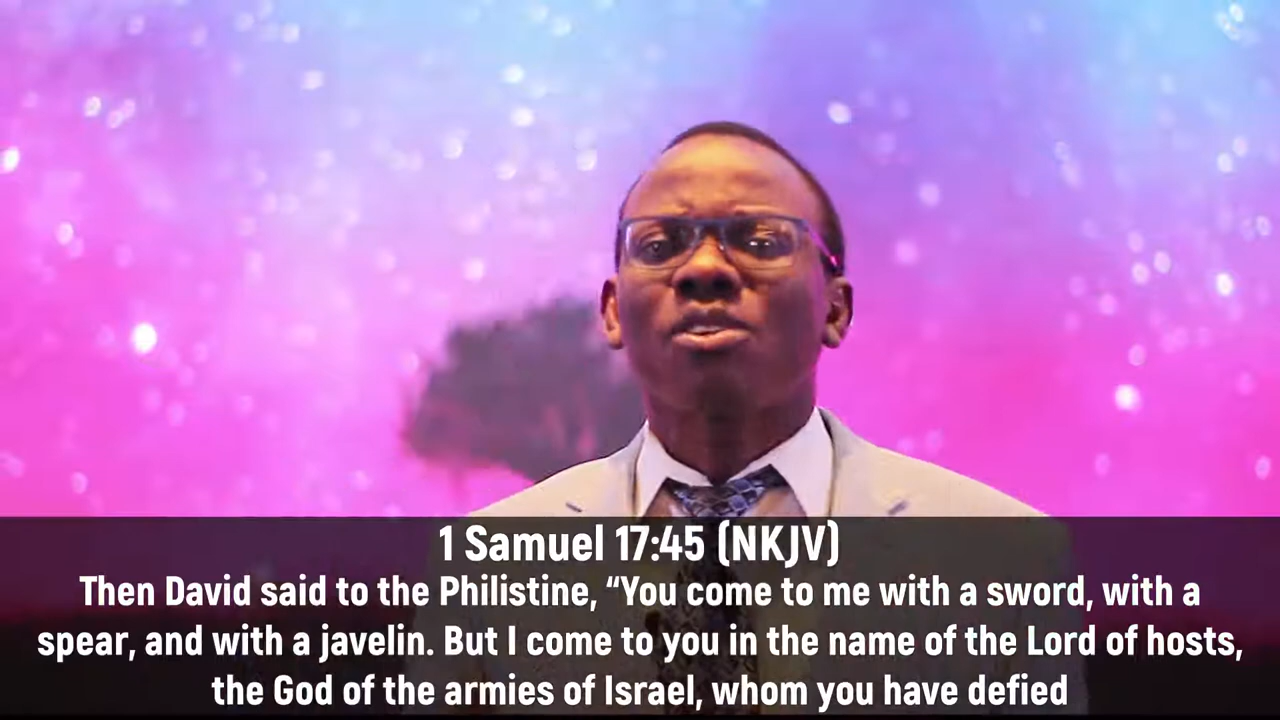 1 Samuel 17:45 (NKJV)
Then David said to the Philistine, “You come to me with a sword, with a
spear, and with a javelin. But I come to you in the name of the Lord of hosts,
the God of the armies of Israel, whom you have defied